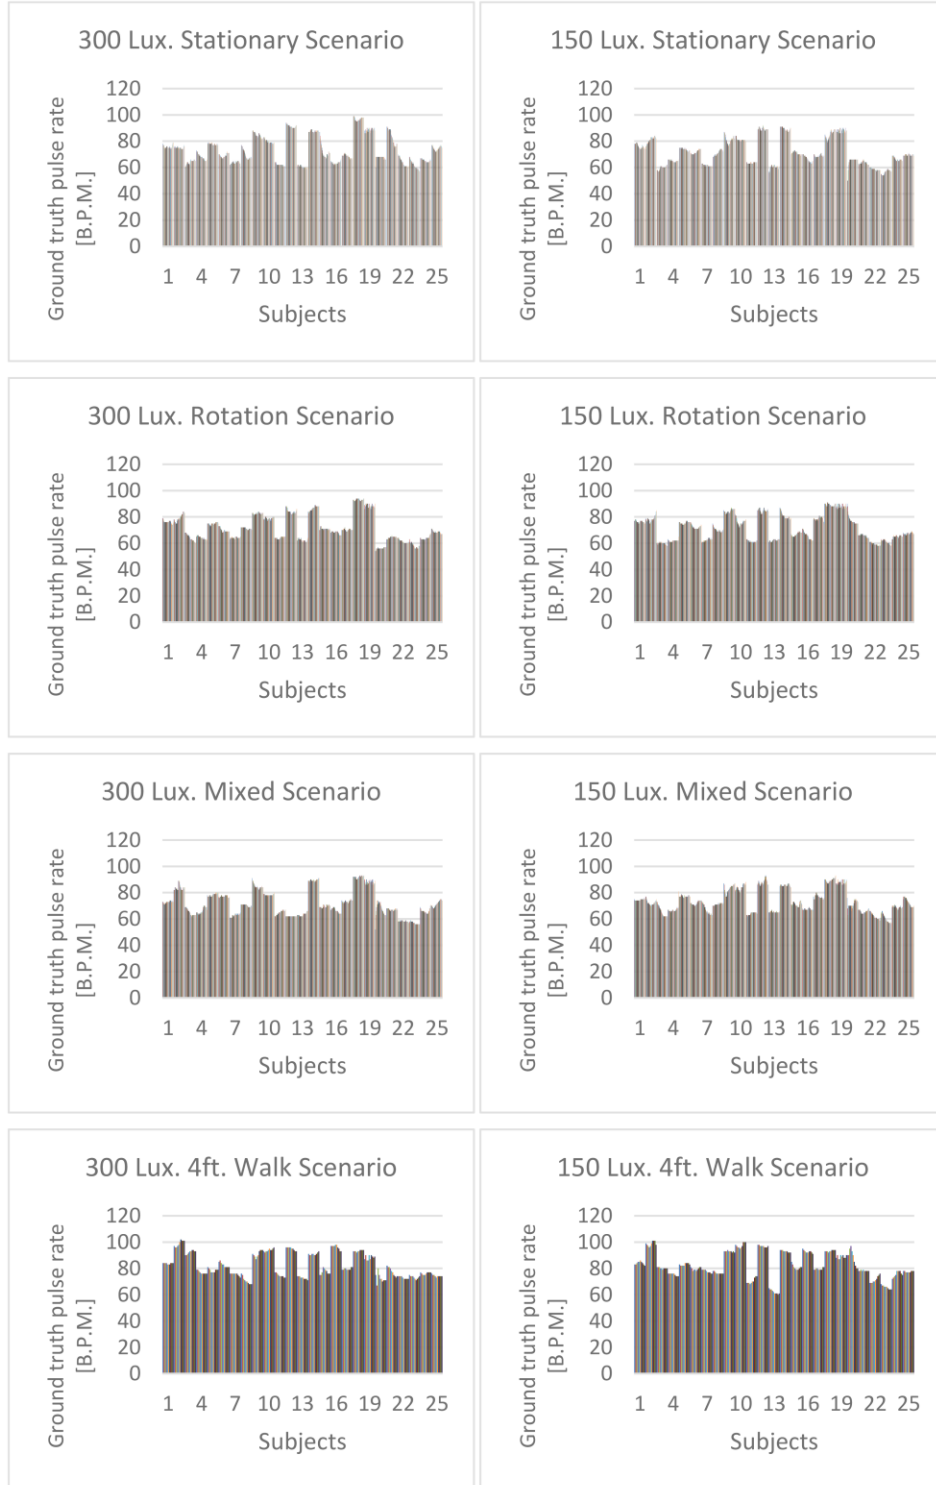 300 Lux. Stationary Scenario
Ground truth pulse rate
[B.P.M.]
120
100
80
60
40
20
0
1 4 7 10 13 16 19 22 25
Subjects
150 Lux. Stationary Scenario
Ground truth pulse rate
[B.P.M.]
120
100
80
60
40
20
0
1 4 7 10 13 16 19 22 25
Subjects
300 Lux. Rotation Scenario
Ground truth pulse rate
[B.P.M.]
120
100
80
60
40
20
0
1 4 7 10 13 16 19 22 25
Subjects
150 Lux. Rotation Scenario
Ground truth pulse rate
[B.P.M.]
120
100
80
60
40
20
0
1 4 7 10 13 16 19 22 25
Subjects
300 Lux. Mixed Scenario
Ground truth pulse rate
[B.P.M.]
120
100
80
60
40
20
0
1 4 7 10 13 16 19 22 25
Subjects
150 Lux. Mixed Scenario
Ground truth pulse rate
[B.P.M.]
120
100
80
60
40
20
0
1 4 7 10 13 16 19 22 25
Subjects
300 Lux. 4ft. Walk Scenario
Ground truth pulse rate
[B.P.M.]
120
100
80
60
40
20
0
1 4 7 10 13 16 19 22 25
Subjects
150 Lux. 4ft. Walk Scenario
Ground truth pulse rate
[B.P.M.]
120
100
80
60
40
20
0
1 4 7 10 13 16 19 22 25
Subjects